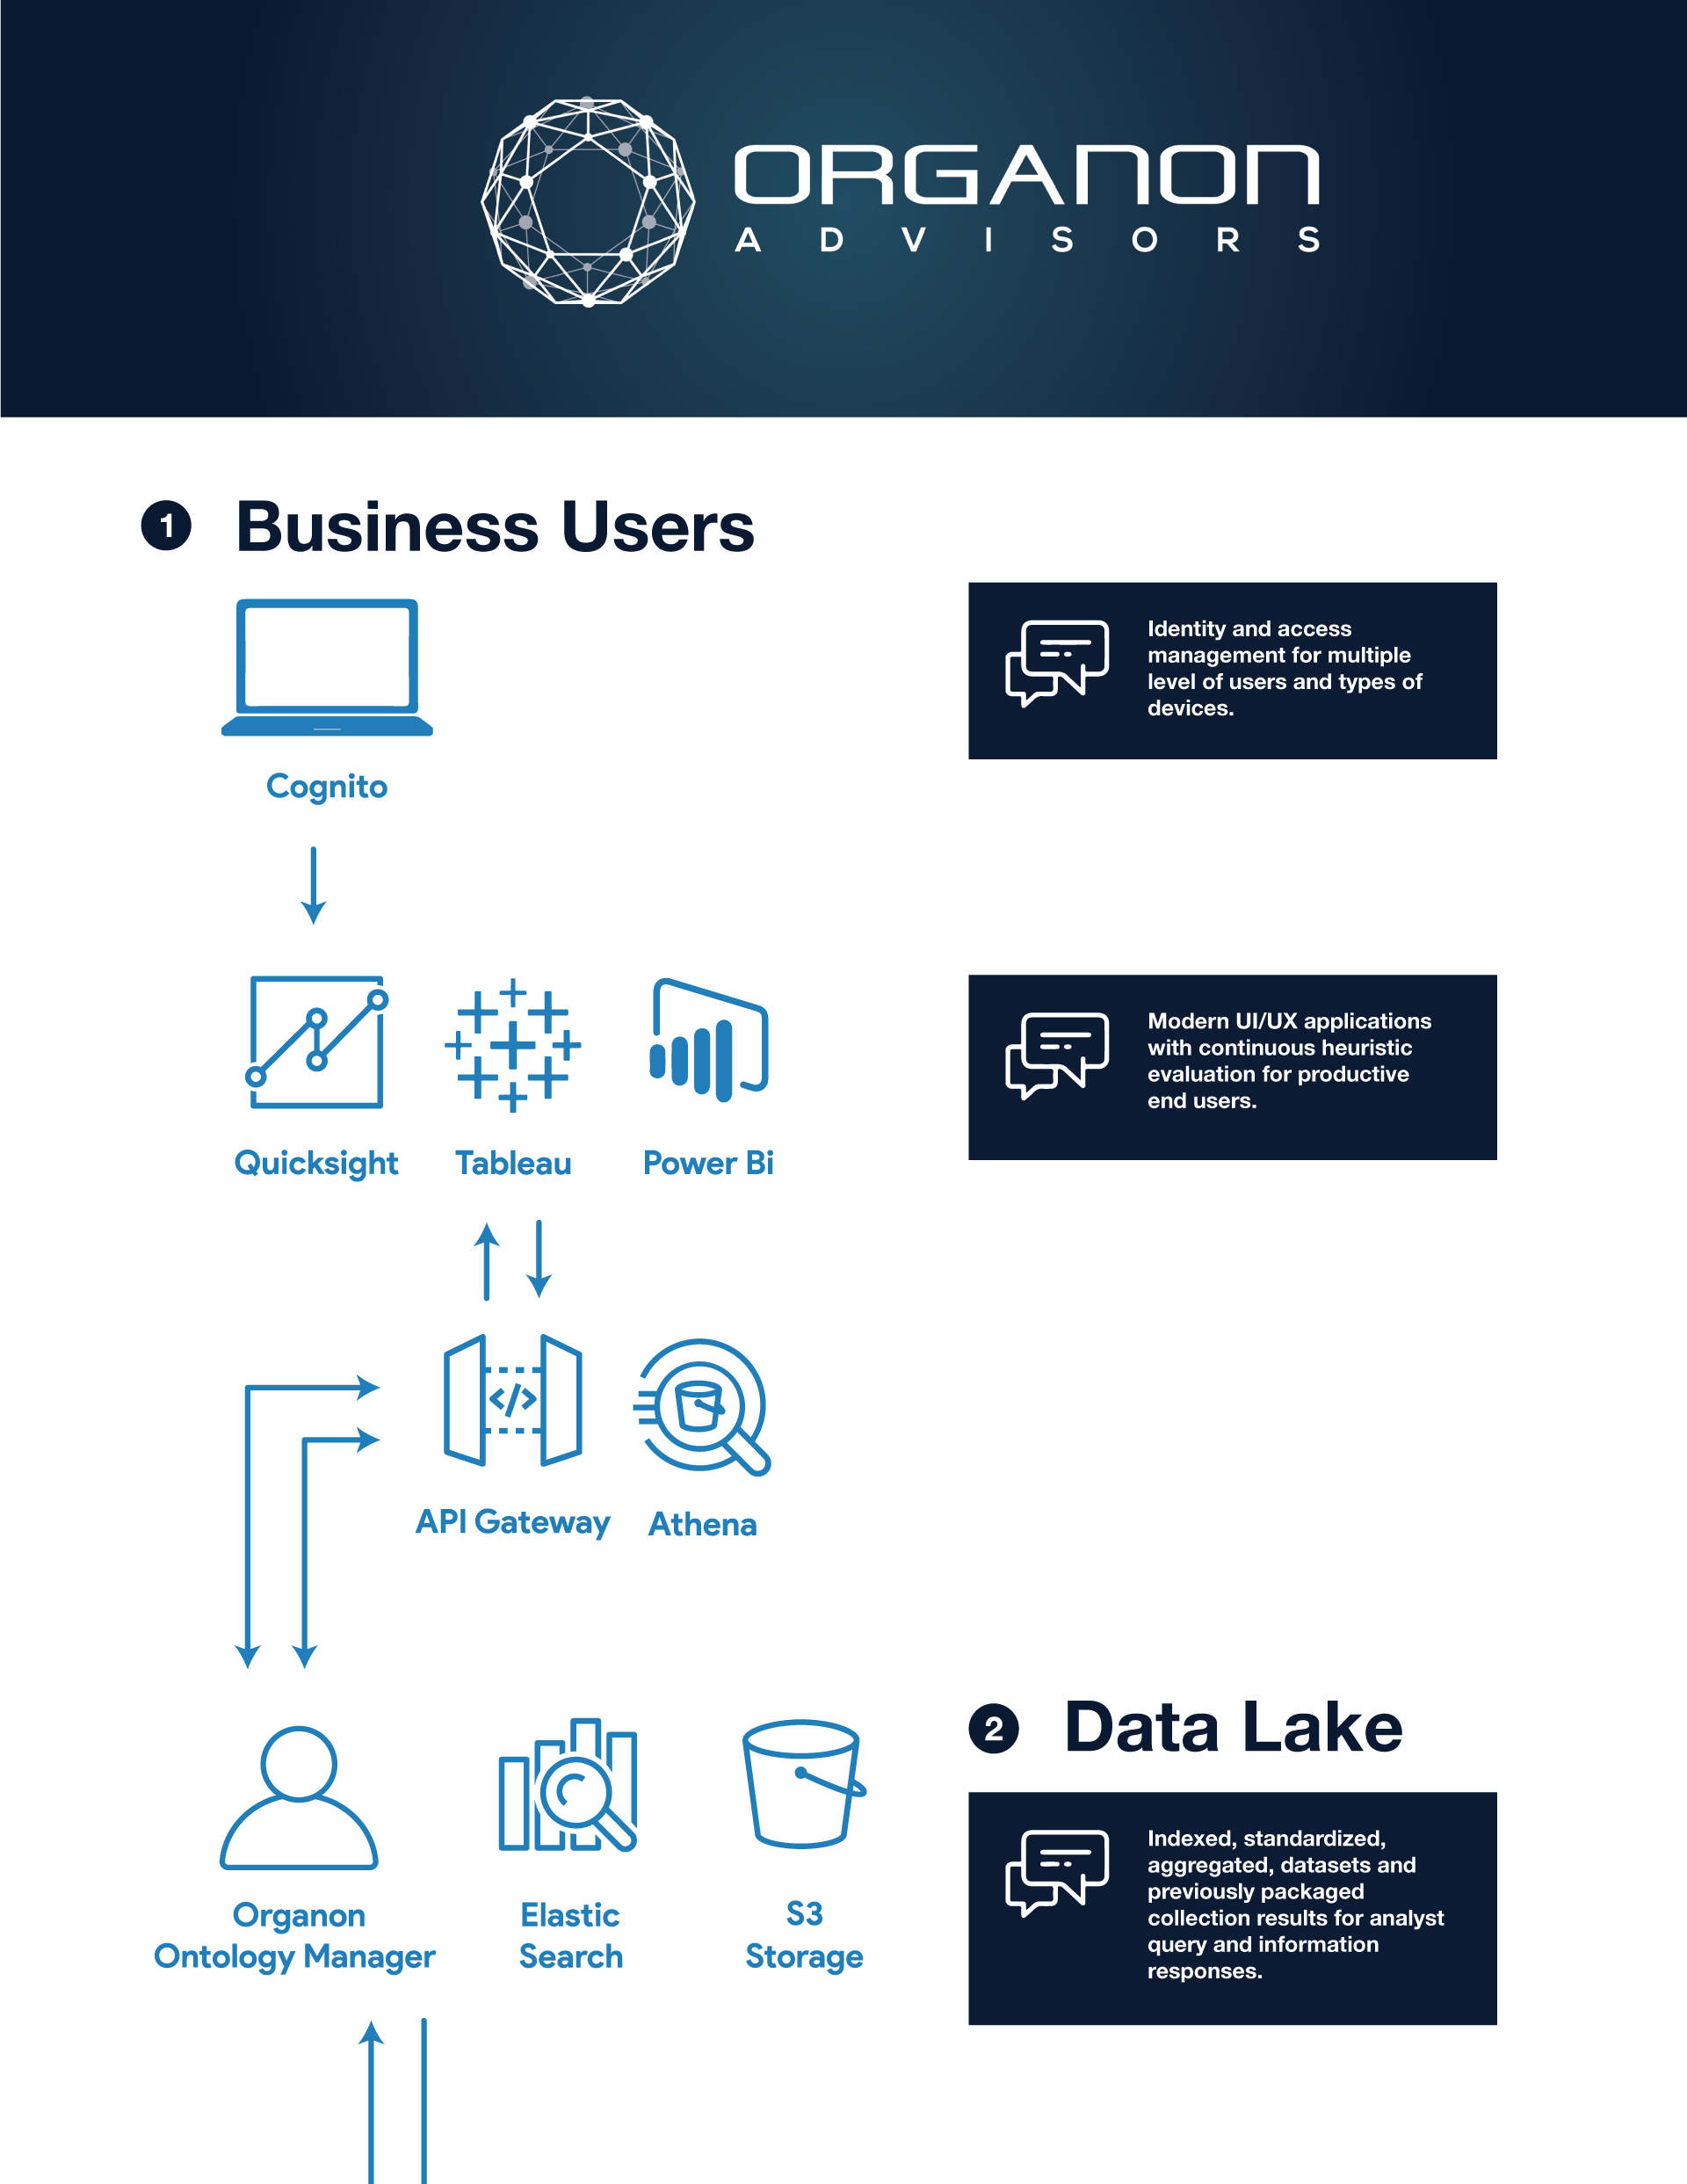 ORGANON
ADVISORS
1 Business Users
Identity and access
management for multiple
level of users and types of
devices.
Cognito
Modern UI/UX applications
with continuous heuristic
evaluation for productive
end users.
Quicksight Tableau Power Bi
</>
API Gateway Athena
2 Data Lake
Indexed, standardized,
aggregated, datasets and
previously packaged
collection results for analyst
query and information
responses.
Organon
Ontology Manager
Elastic
Search
S3
Storage